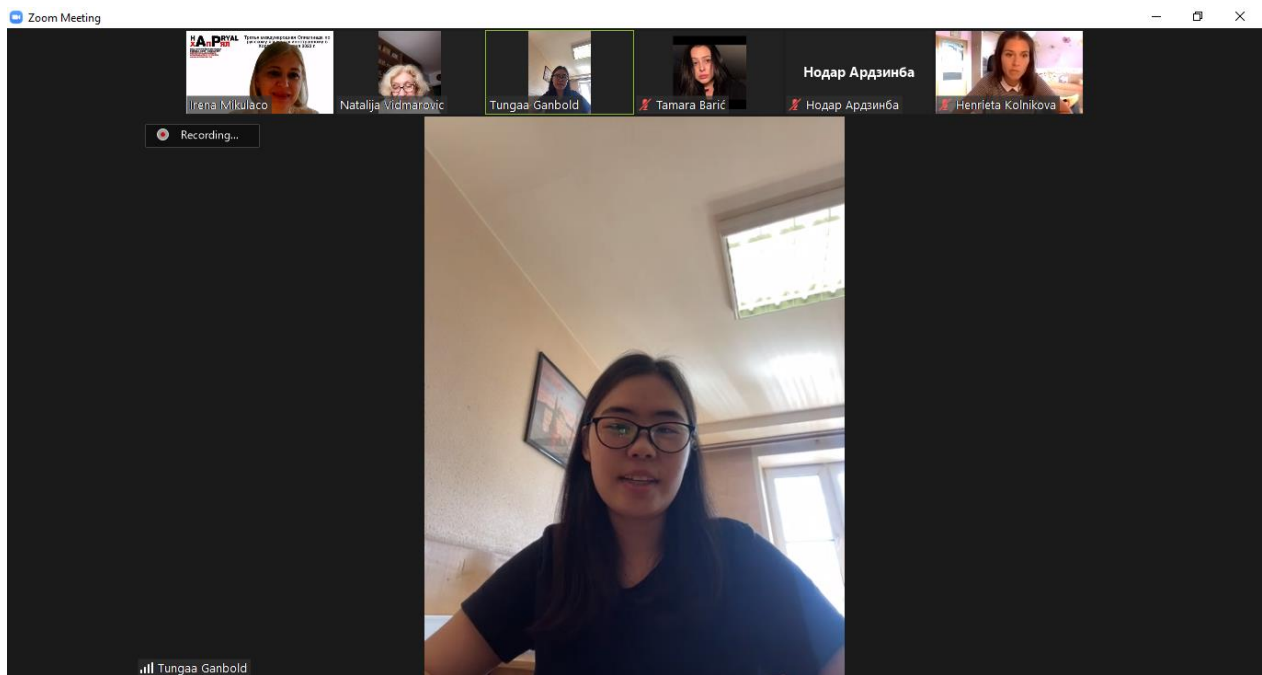 Zoom Meeting
Irena Mikulaco
Natalija Vidmarovic
Tungaa Ganbold
Tamara Barić
Нодар Ардзинба
Нодар Ардзинба
Henrieta Kolnikova
Recording...
Tungaa Ganbold